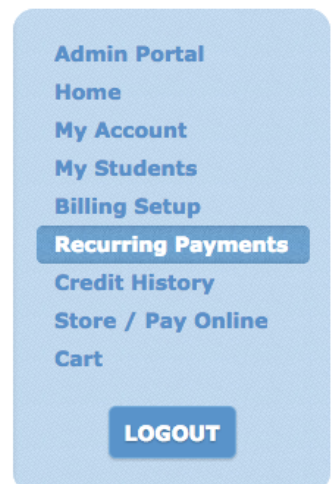 Admin Portal
Home
My Account
My Students
Billing Setup
Recurring Payments
Credit History
Store / Pay Online
Cart
LOGOUT